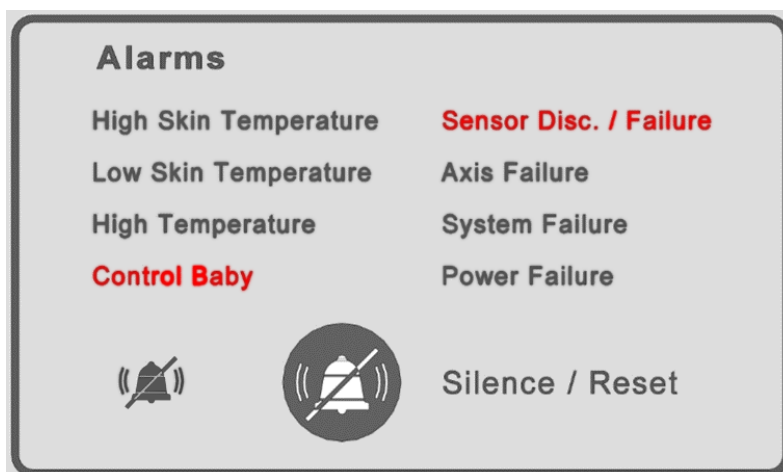 Alarms
High Skin Temperature
Sensor Disc. / Failure
Low Skin Temperature
Axis Failure
High Temperature
System Failure
Control Baby
Power Failure
Silence / Reset